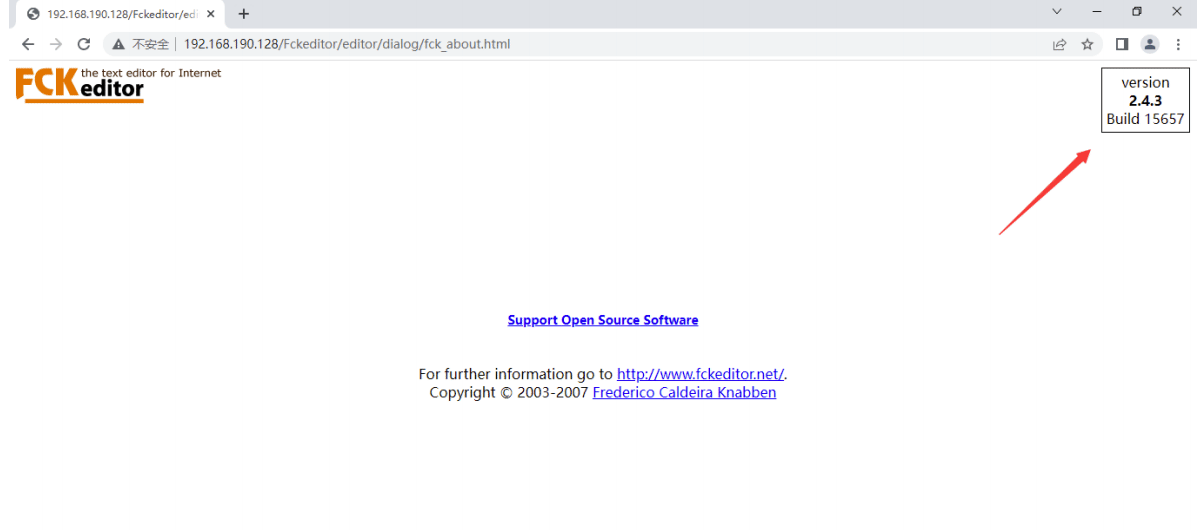 192.168.190.128/Fckeditor/edi
不安全 192.168.190.128/Fckeditor/editor/dialog/fck_about.html
FCKeditor the text editor for Internet
version
2.4.3
Build 15657
Support Open Source Software
For further information go to http://www.fckeditor.net/.
Copyright © 2003-2007 Frederico Caldeira Knabben